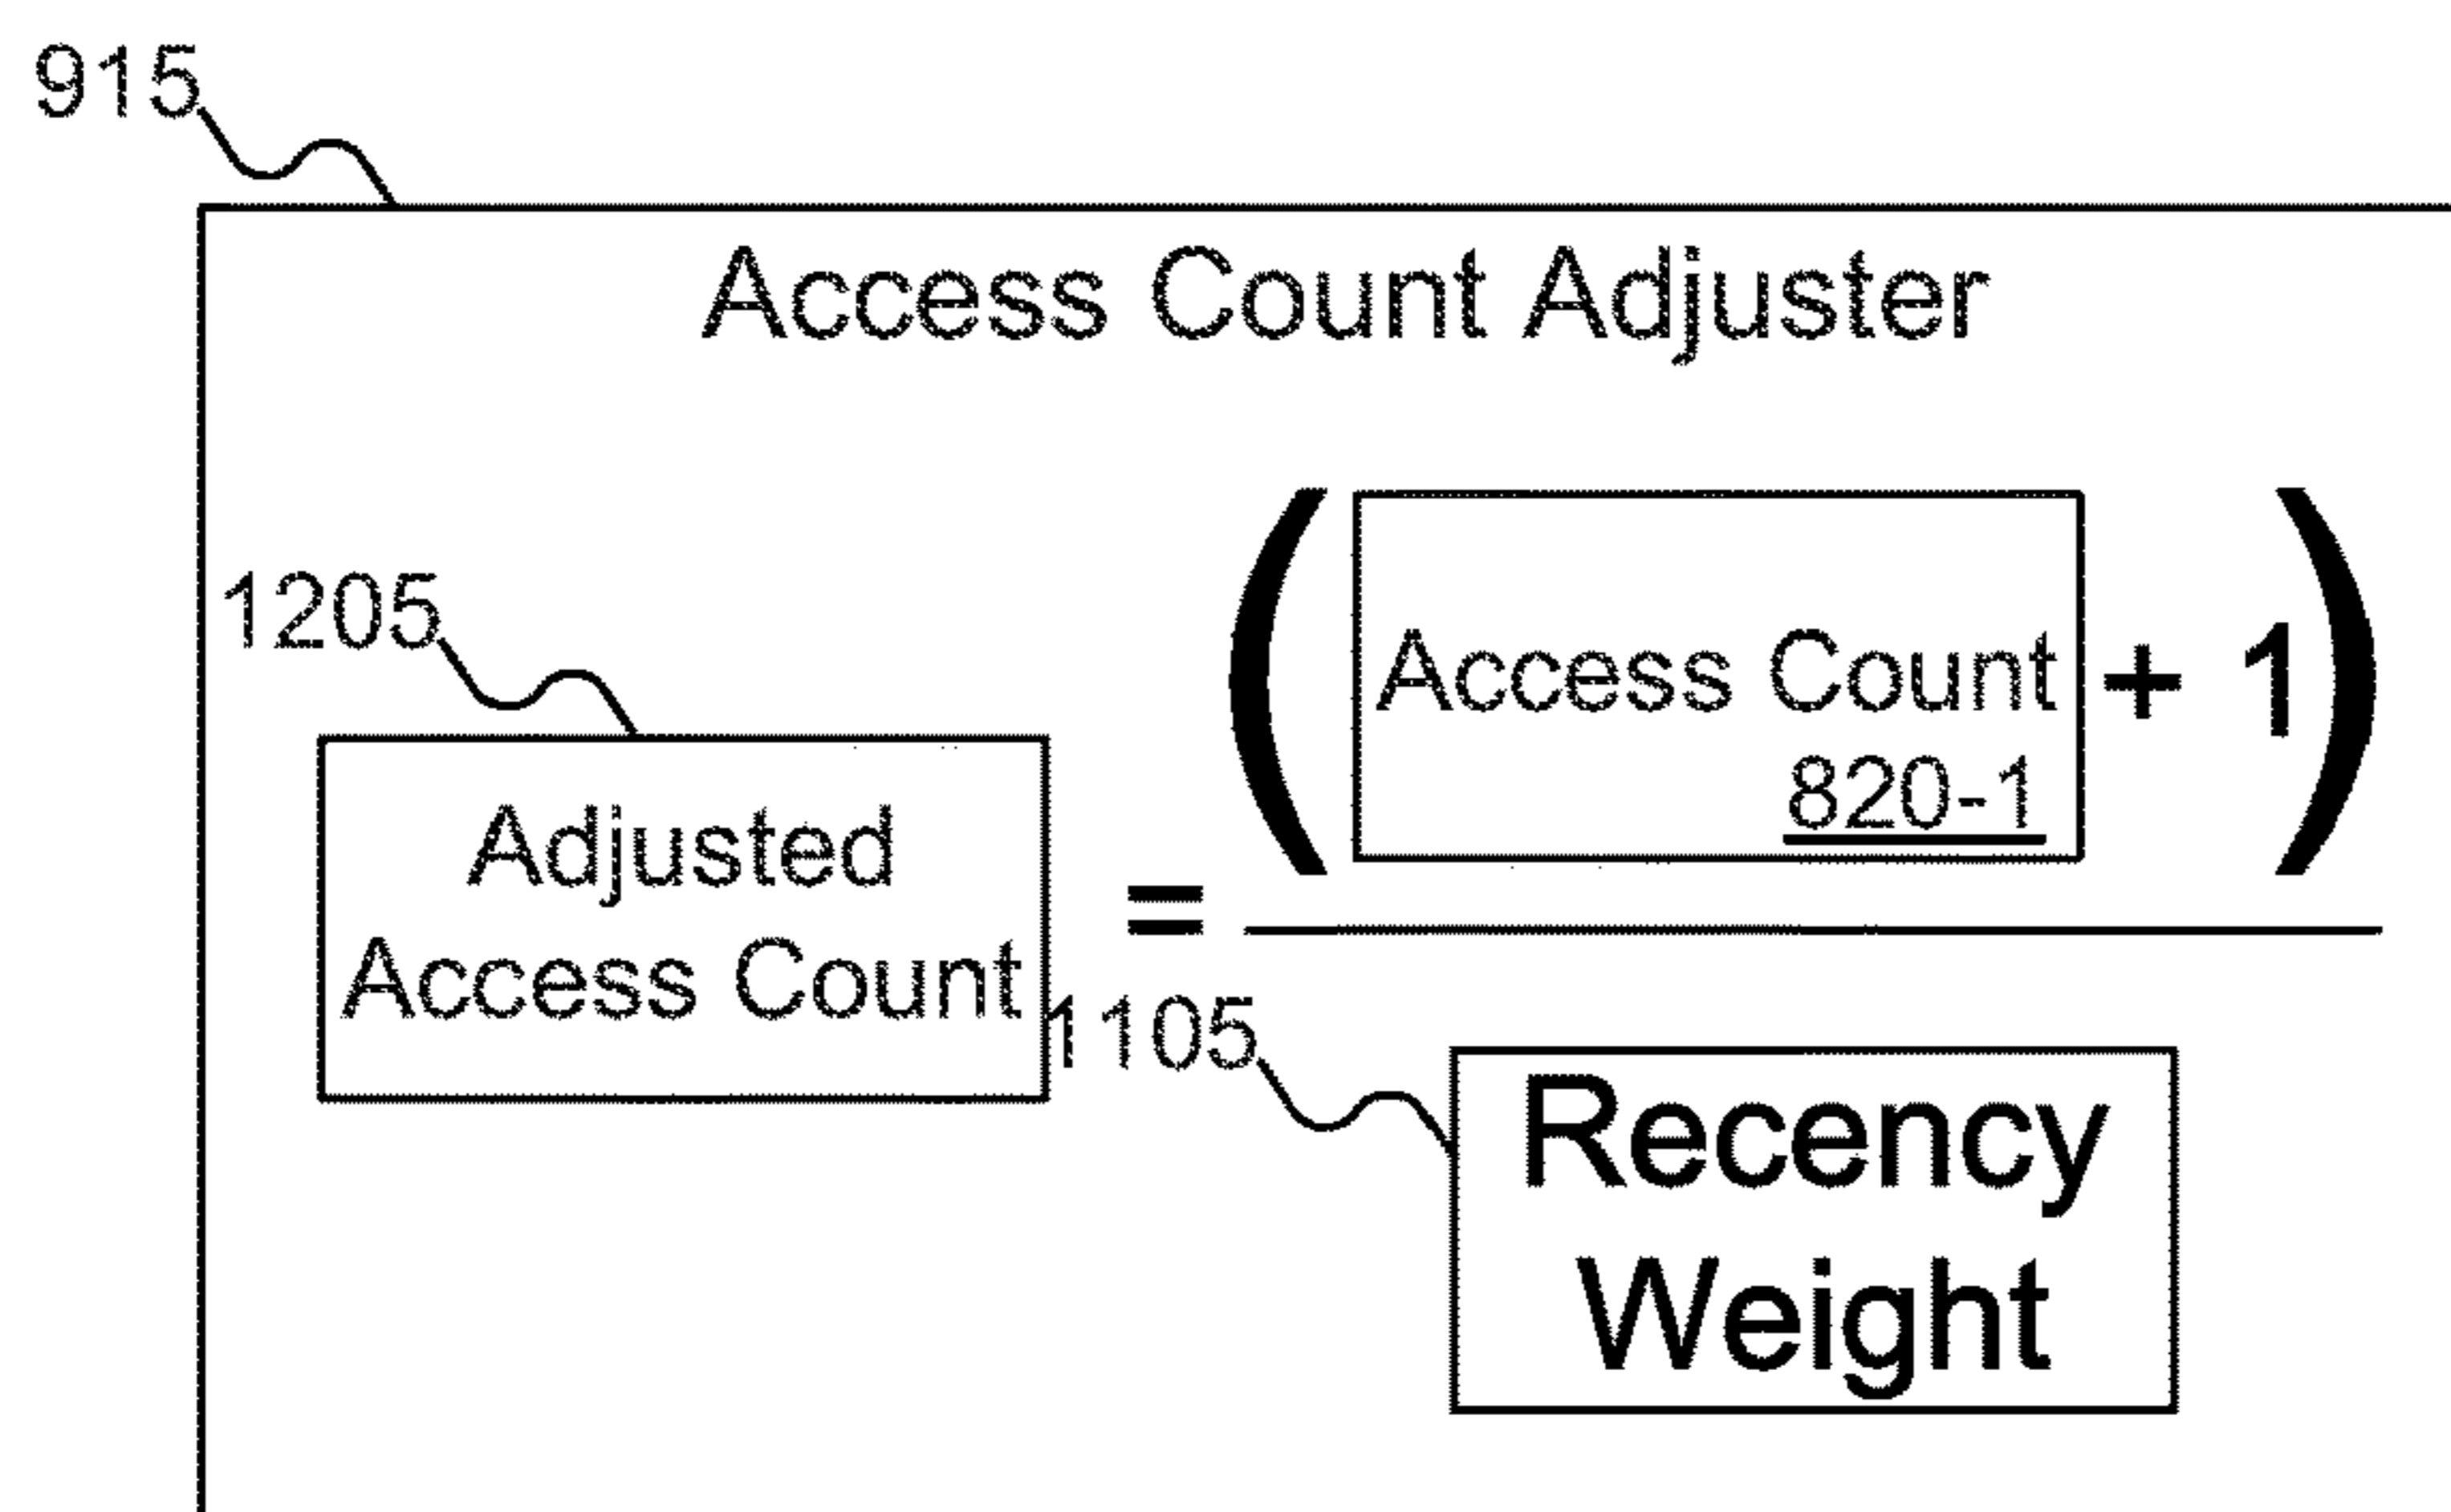 915
Access Count Adjuster
1205
( Access Count + 1 )
820-1
Adjusted
Access Count
=
1105
Recency
Weight